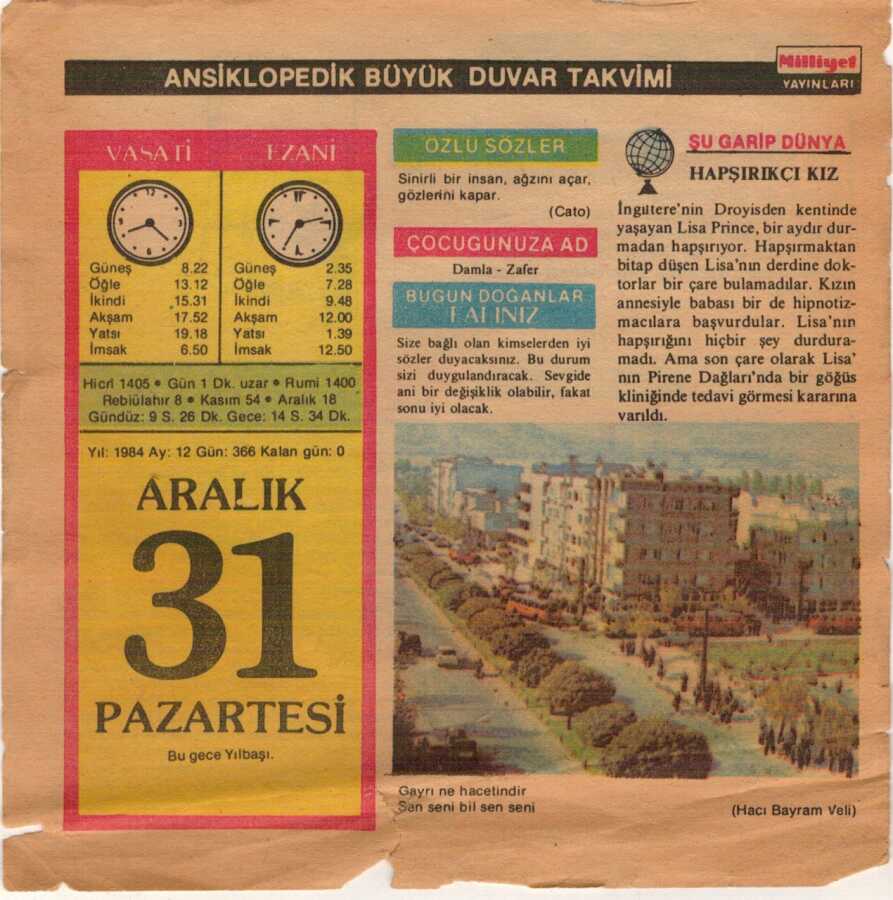 ANSİKLOPEDİK BÜYÜK DUVAR TAKVİMİ
Milliyet
YAYINLARI
VASATİ EZANİ
Güneş 8.22 Güneş 2.35
Öğle 13.12 Öğle 7.28
İkindi 15.31 İkindi 9.48
Akşam 17.52 Akşam 12.00
Yatsı 19.18 Yatsı 1.39
İmsak 6.50 İmsak 12.50
Hicrî 1405 • Gün 1 Dk. uzar • Rumi 1400
Rebiülahır 8 • Kasım 54 • Aralık 18
Gündüz: 9 S. 26 Dk. Gece: 14 S. 34 Dk.
Yıl: 1984 Ay: 12 Gün: 366 Kalan gün: 0
ARALIK
31
PAZARTESİ
Bu gece Yılbaşı.
ÖZLÜ SÖZLER
Sinirli bir insan, ağzını açar,
gözlerini kapar.
(Cato)
ÇOCUGUNUZA AD
Damla - Zafer
BUGÜN DOĞANLAR
FALINIZ
Size bağlı olan kimselerden iyi
sözler duyacaksınız. Bu durum
sizi duygulandıracak. Sevgide
ani bir değişiklik olabilir, fakat
sonu iyi olacak.
ŞU GARİP DÜNYA
HAPŞIRIKÇI KIZ
İngiltere'nin Droyisden kentinde
yaşayan Lisa Prince, bir aydır dur-
madan hapşırıyor. Hapşırmaktan
bitap düşen Lisa'nın derdine dok-
torlar bir çare bulamadılar. Kızın
annesiyle babası bir de hipnotiz-
macılara başvurdular. Lisa'nın
hapşırığını hiçbir şey durdura-
madı. Ama son çare olarak Lisa'
nın Pirene Dağları'nda bir göğüs
kliniğinde tedavi görmesi kararına
varıldı.
Gayrı ne hacetindir
Sen seni bil sen seni
(Hacı Bayram Veli)